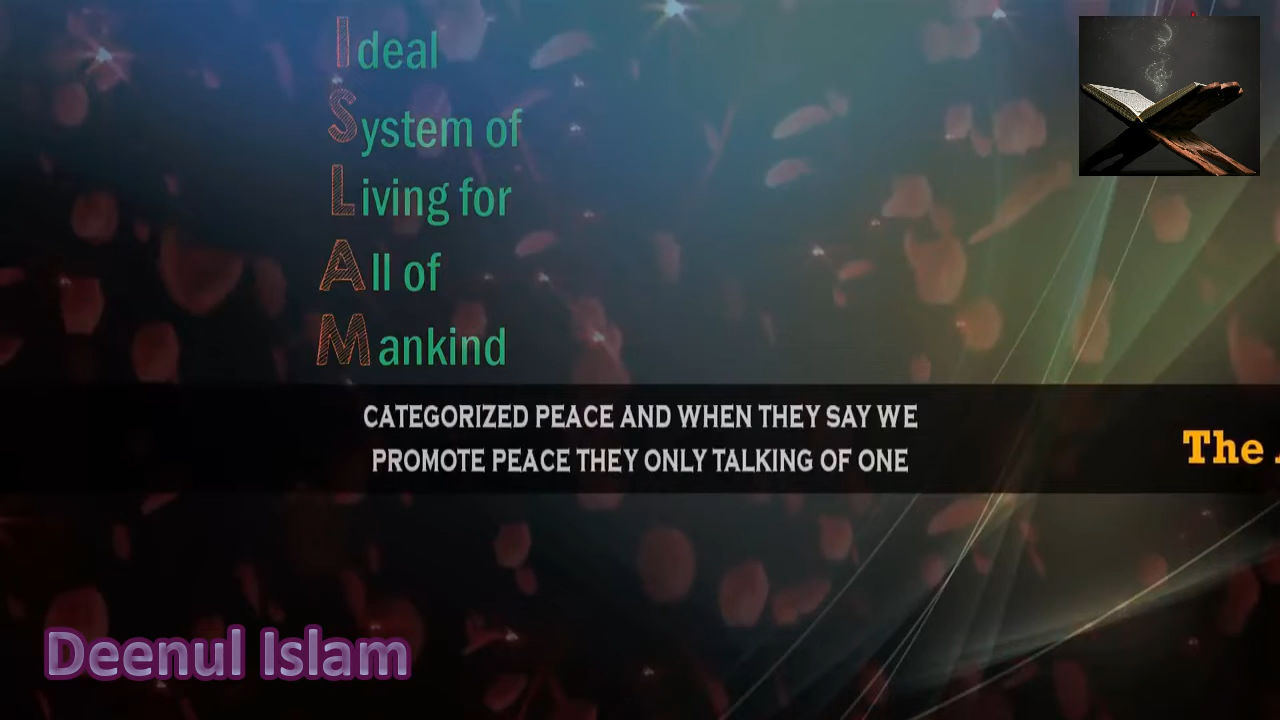 Ideal
System of
Living for
All of
Mankind
CATEGORIZED PEACE AND WHEN THEY SAY WE
PROMOTE PEACE THEY ONLY TALKING OF ONE
The
Deenul Islam